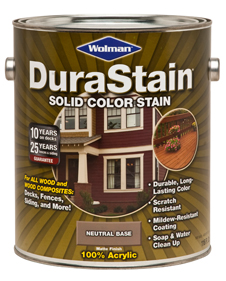 Wolman
DuraStain
SOLID COLOR STAIN
10 YEARS
on decks
25 YEARS
GUARANTEE
For ALL WOOD and
WOOD COMPOSITES:
Decks, Fences,
Siding, and More!
• Durable, Long-
Lasting Color
• Scratch
Resistant
• Mildew-Resistant
Coating
• Soap & Water
Clean Up
NEUTRAL BASE
Matte Finish
100% Acrylic